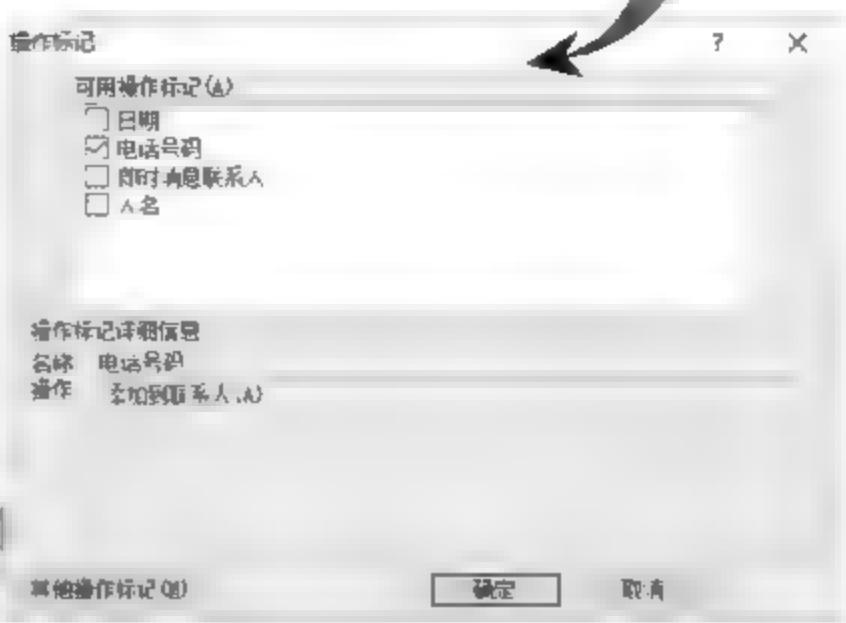 操作标记 ? ×
可用操作标记(A)
日期
电话号码
即时消息联系人
人名
操作标记详细信息
名称 电话号码
操作 添加到联系人(A)
其他操作标记(M) 确定 取消